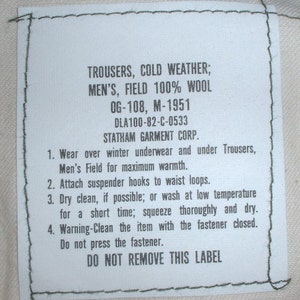 TROUSERS, COLD WEATHER;
MEN'S, FIELD 100% WOOL
OG-108, M-1951
DLA100-82-C-0533
STATHAM GARMENT CORP.
1. Wear over winter underwear and under Trousers,
Men's Field for maximum warmth.
2. Attach suspender hooks to waist loops.
3. Dry clean, if possible; or wash at low temperature
for a short time; squeeze thoroughly and dry.
4. Warning-Clean the item with the fastener closed.
Do not press the fastener.
DO NOT REMOVE THIS LABEL